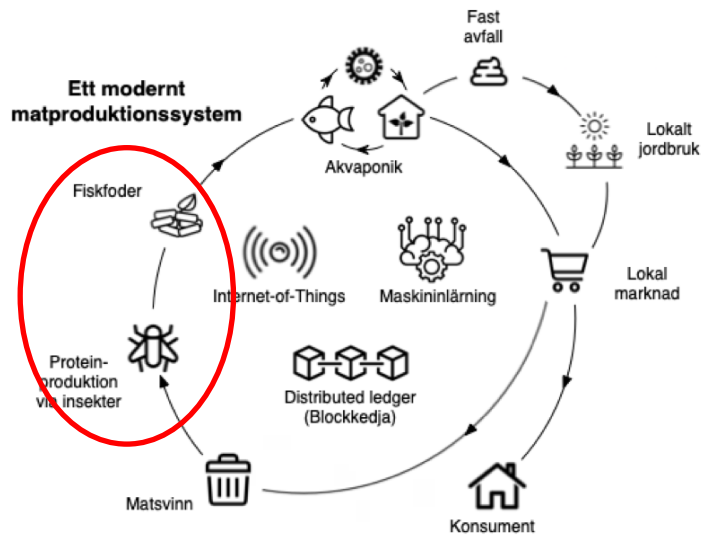 Ett modernt
matproduktionssystem
Fast
avfall
Lokalt
jordbruk
Akvaponik
Fiskfoder
Internet-of-Things
Maskininlärning
Lokal
marknad
Protein-
produktion
via insekter
Distributed ledger
(Blockkedja)
Matsvinn
Konsument